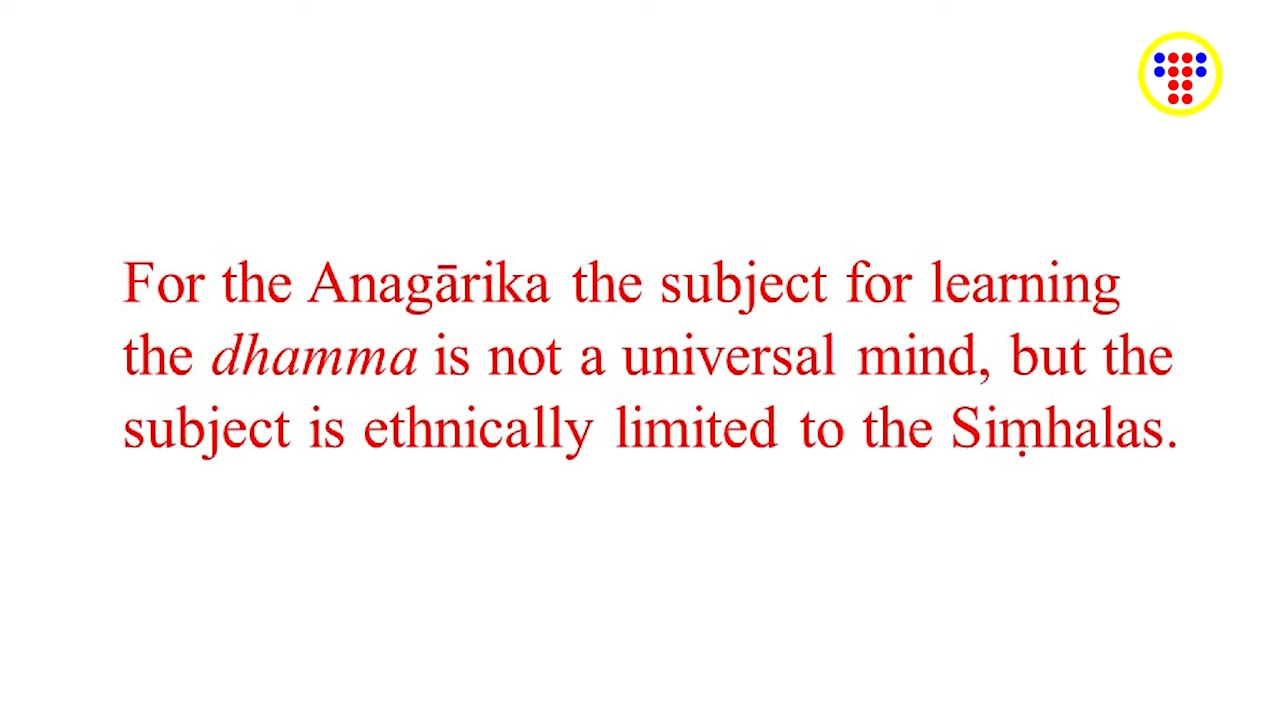 For the Anagārika the subject for learning
the dhamma is not a universal mind, but the
subject is ethnically limited to the Siṃhalas.